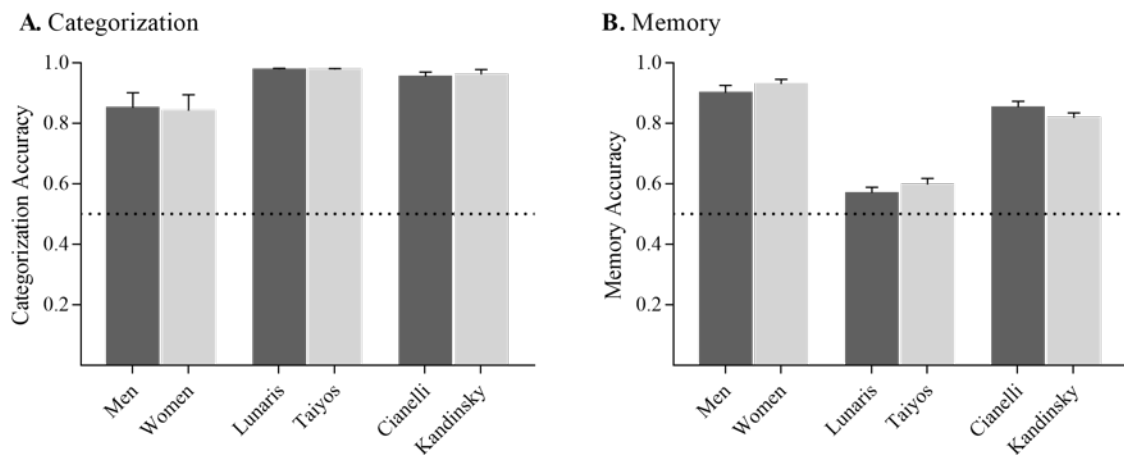 A. Categorization
Categorization Accuracy
1.0
0.8
0.6
0.4
0.2
Men
Women
Lunaris
Taiyos
Cianelli
Kandinsky
B. Memory
Memory Accuracy
1.0
0.8
0.6
0.4
0.2
Men
Women
Lunaris
Taiyos
Cianelli
Kandinsky